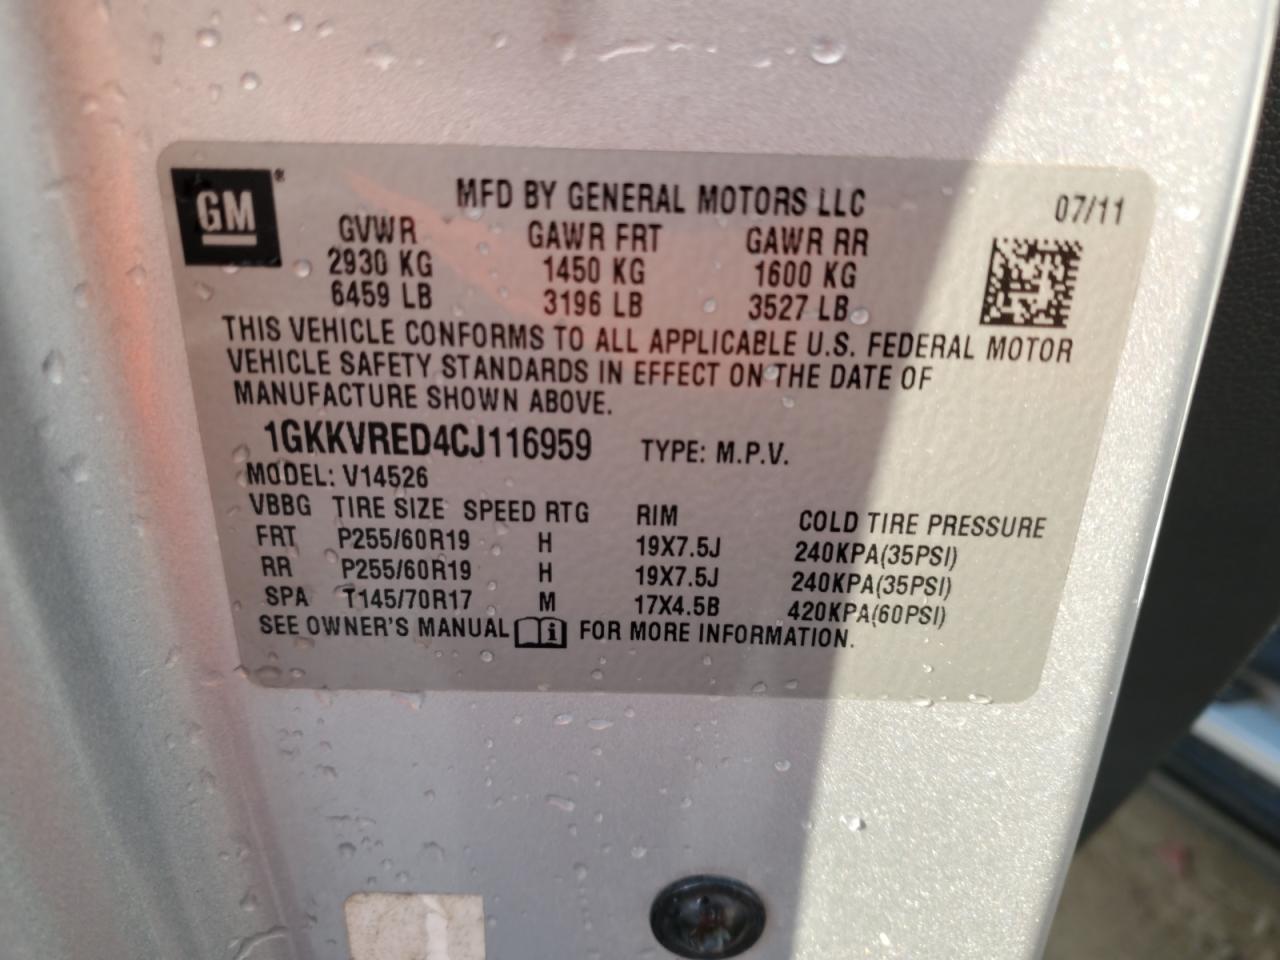 GM®
MFD BY GENERAL MOTORS LLC 07/11
GVWR GAWR FRT GAWR RR
2930 KG 1450 KG 1600 KG
6459 LB 3196 LB 3527 LB
THIS VEHICLE CONFORMS TO ALL APPLICABLE U.S. FEDERAL MOTOR
VEHICLE SAFETY STANDARDS IN EFFECT ON THE DATE OF
MANUFACTURE SHOWN ABOVE.
1GKKVRED4CJ116959 TYPE: M.P.V.
MODEL: V14526
VBBG TIRE SIZE SPEED RTG RIM COLD TIRE PRESSURE
FRT P255/60R19 H 19X7.5J 240KPA(35PSI)
RR P255/60R19 H 19X7.5J 240KPA(35PSI)
SPA T145/70R17 M 17X4.5B 420KPA(60PSI)
SEE OWNER'S MANUAL i FOR MORE INFORMATION.